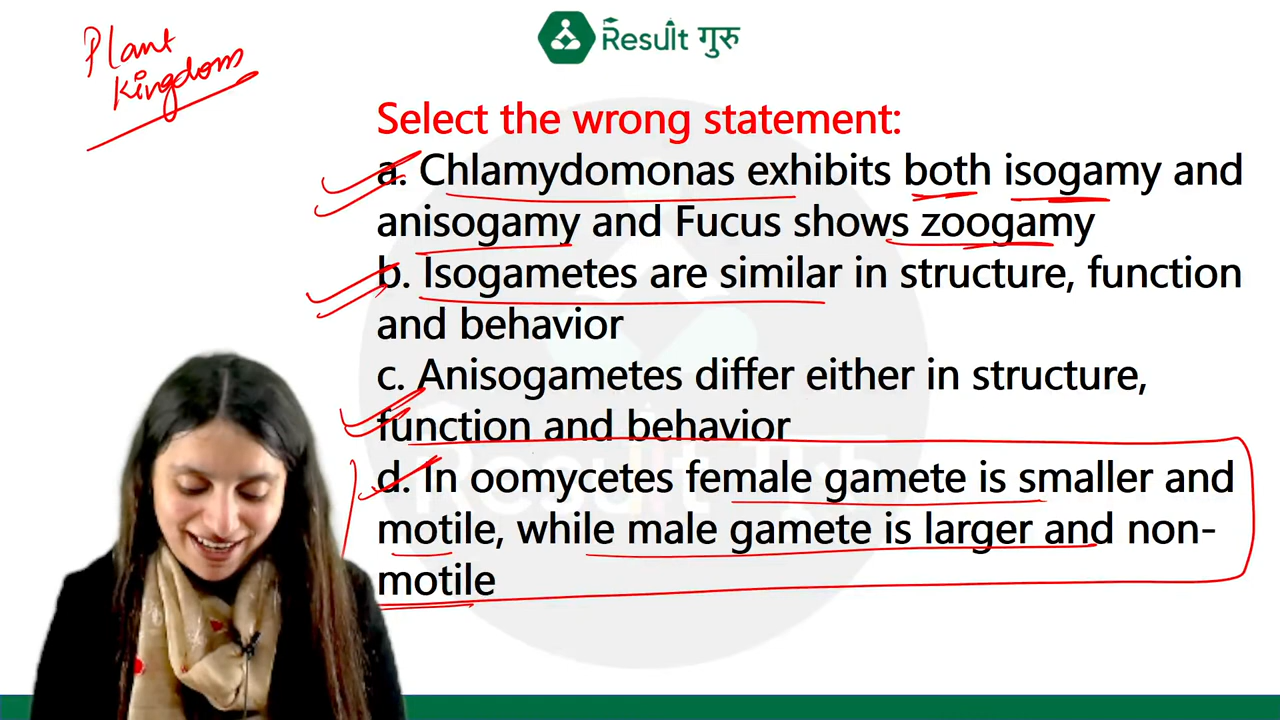 Plant
Kingdom
Result गुरु
Select the wrong statement:
a. Chlamydomonas exhibits both isogamy and
anisogamy and Fucus shows zoogamy
b. Isogametes are similar in structure, function
and behavior
c. Anisogametes differ either in structure,
function and behavior
d. In oomycetes female gamete is smaller and
motile, while male gamete is larger and non-
motile